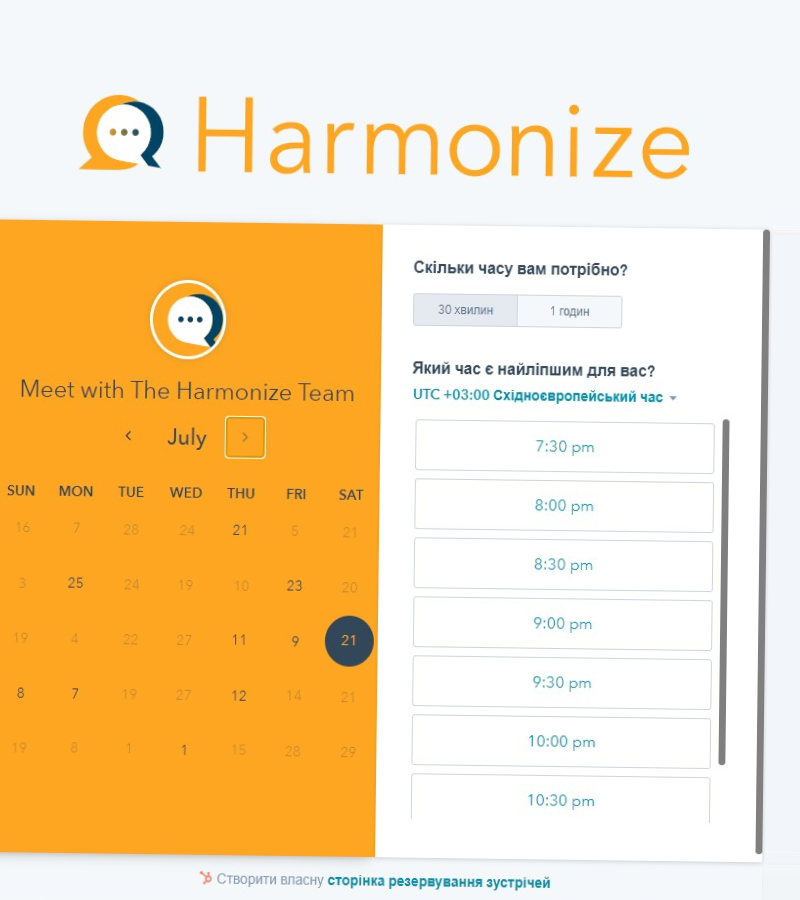 Harmonize
Meet with The Harmonize Team
July
SUN MON TUE WED THU FRI SAT
16 7 28 24 21 5 21
3 25 24 19 10 23 20
19 4 22 27 11 9 21
8 7 19 27 12 14 21
19 8 1 1 15 28 29
Скільки часу вам потрібно?
30 хвилин 1 годин
Який час є найліпшим для вас?
UTC +03:00 Східноєвропейський час
7:30 pm
8:00 pm
8:30 pm
9:00 pm
9:30 pm
10:00 pm
10:30 pm
Створити власну сторінка резервування зустрічей